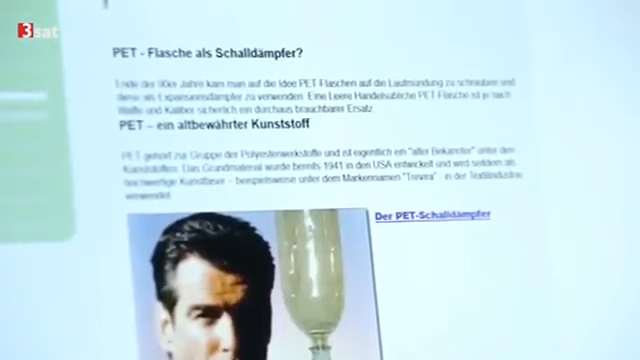 3sat
PET - Flasche als Schalldämpfer?
Ende der 90er Jahre kam man auf die Idee PET-Flaschen auf die Laufmündung zu schrauben und
diese als Expansionsdämpfer zu verwenden. Eine Leere Handelsübliche PET-Flasche ist je nach
Waffe und Kaliber sicherlich ein durchaus brauchbarer Ersatz.
PET – ein altbewährter Kunststoff
PET gehört zur Gruppe der Polyesterwerkstoffe und ist eigentlich ein "alter Bekannter" unter den
Kunststoffen. Das Grundmaterial wurde bereits 1941 in den USA entwickelt und wird seitdem als
hochwertige Kunstfaser – beispielsweise unter dem Markennamen "Trevira" - in der Textilindustrie
verwendet.
Der PET-Schalldämpfer